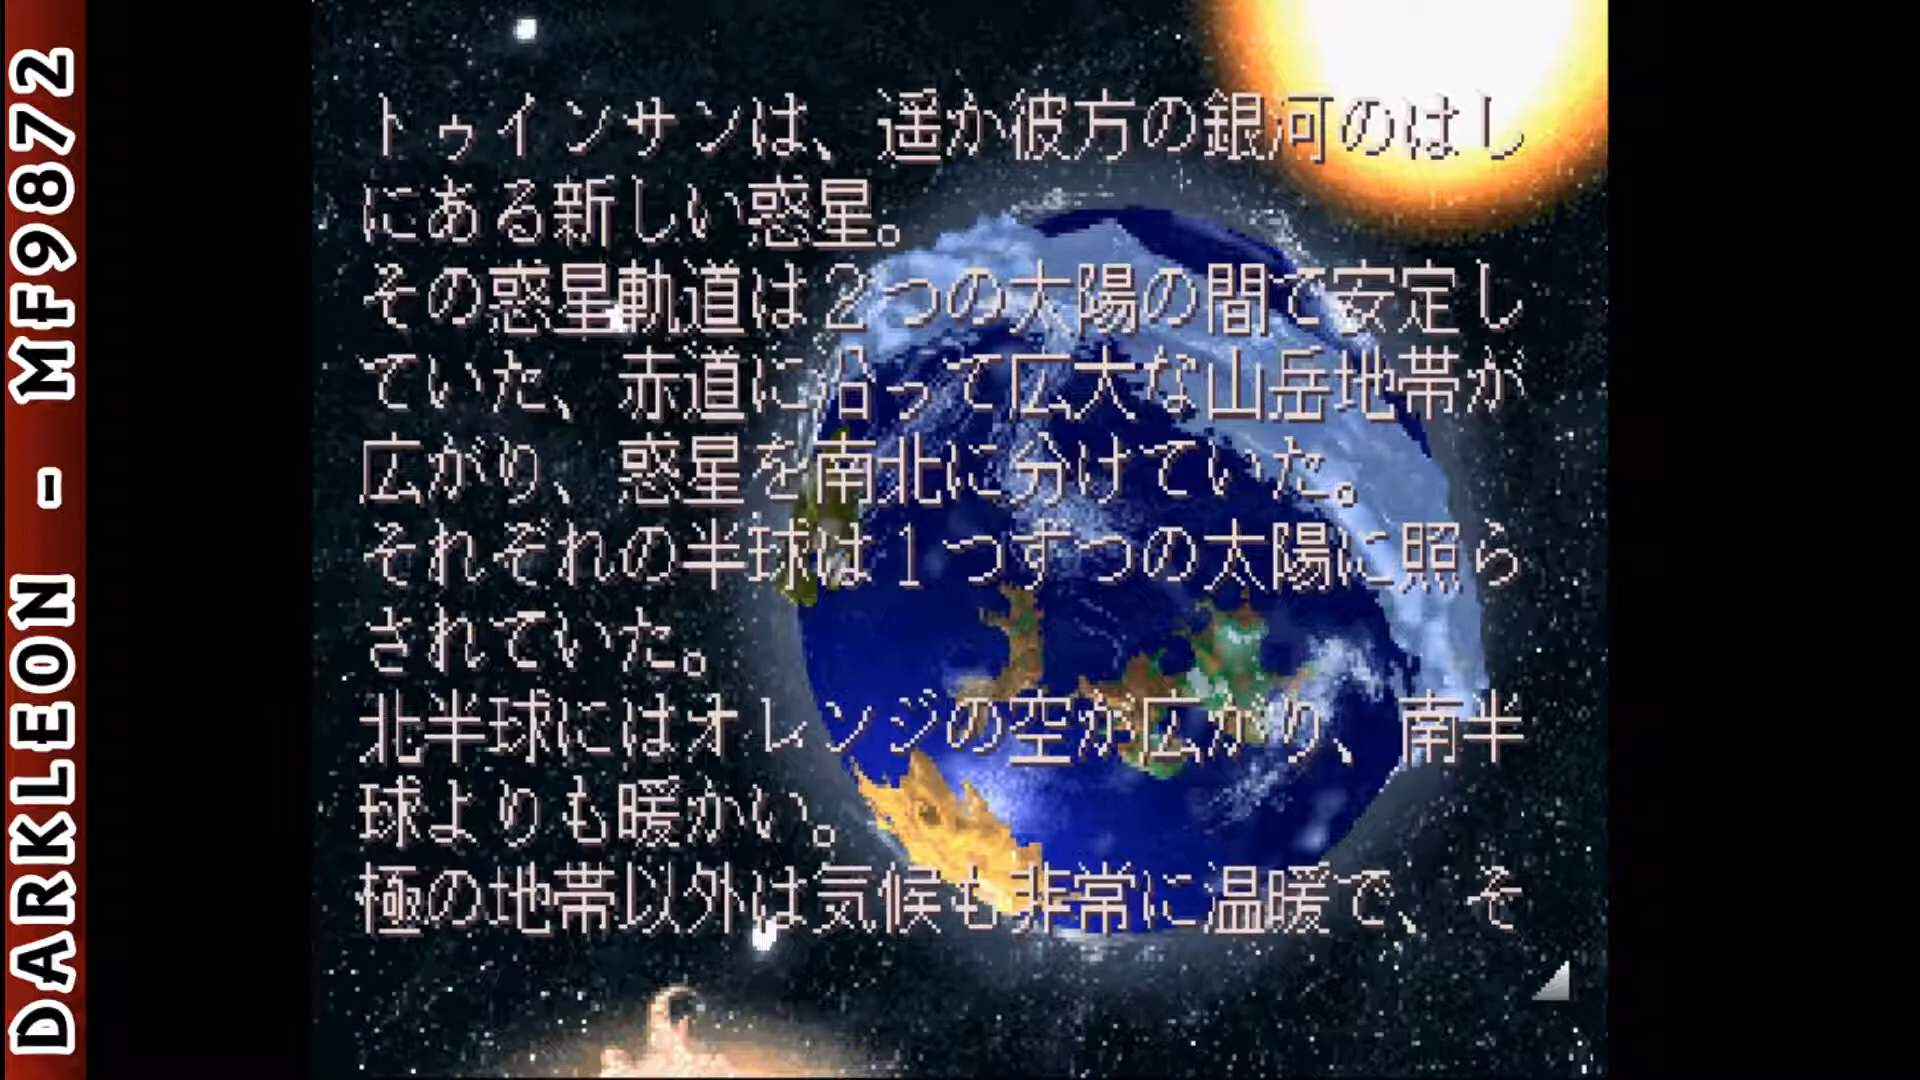 DARKLEON - MF9872
トゥインサンは、遥か彼方の銀河のはし
にある新しい惑星。
その惑星軌道は２つの太陽の間で安定し
ていた、赤道に沿って広大な山岳地帯が
広がり、惑星を南北に分けていた。
それぞれの半球は１つずつの太陽に照ら
されていた。
北半球にはオレンジの空が広がり、南半
球よりも暖かい。
極の地帯以外は気候も非常に温暖で、そ